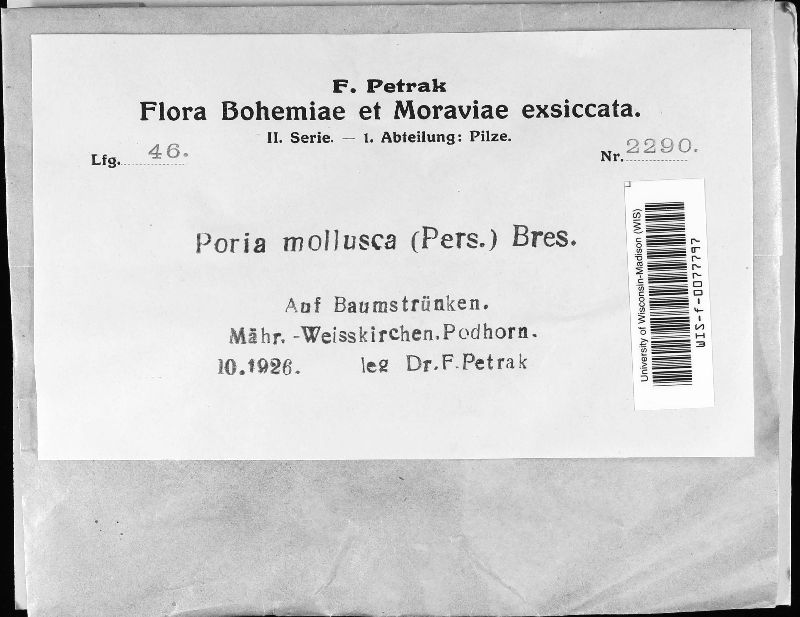 F. Petrak
Flora Bohemiae et Moraviae exsiccata.
II. Serie. — 1. Abteilung: Pilze.
Lfg. 46.
Nr. 2290.
Poria mollusca (Pers.) Bres.
Auf Baumstrünken.
Mähr.-Weisskirchen.Podhorn.
10.1926. leg Dr.F.Petrak
University of Wisconsin-Madison (WIS)
WIS-f-0077797